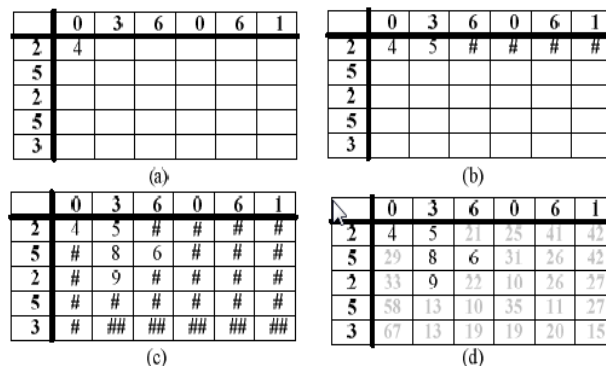 0 3 6 0 6 1
2 4
5
2
5
3
(a)
0 3 6 0 6 1
2 4 5 # # # #
5
2
5
3
(b)
0 3 6 0 6 1
2 4 5 # # # #
5 # 8 6 # # #
2 # 9 # # # #
5 # # # # # #
3 # ## ## ## ## ##
(c)
0 3 6 0 6 1
2 4 5 21 25 41 42
5 29 8 6 31 26 42
2 33 9 22 10 26 27
5 58 13 10 35 11 27
3 67 13 19 19 20 15
(d)